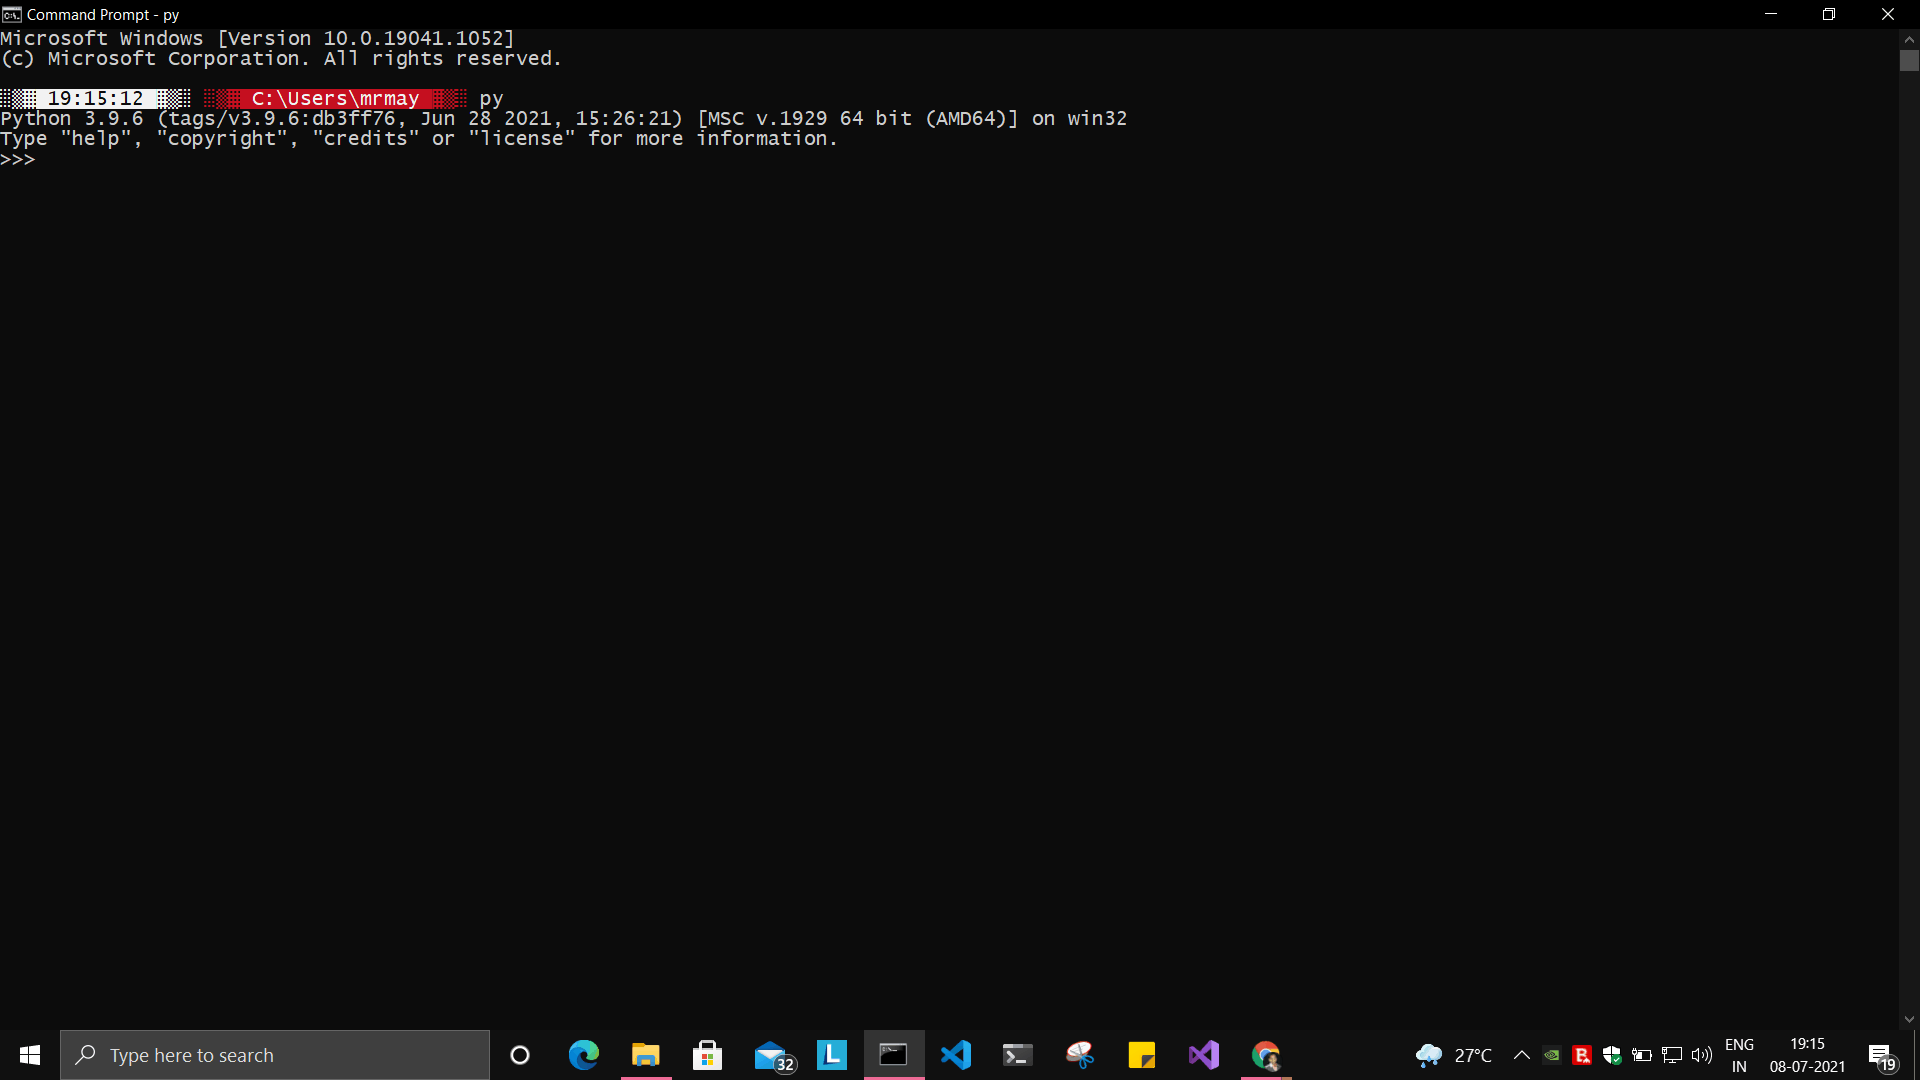 Command Prompt - py
Microsoft Windows [Version 10.0.19041.1052]
(c) Microsoft Corporation. All rights reserved.
19:15:12 C:\Users\mrmay py
Python 3.9.6 (tags/v3.9.6:db3ff76, Jun 28 2021, 15:26:21) [MSC v.1929 64 bit (AMD64)] on win32
Type "help", "copyright", "credits" or "license" for more information.
>>>
Type here to search
32
L
27°C
ENG
IN
19:15
08-07-2021
19